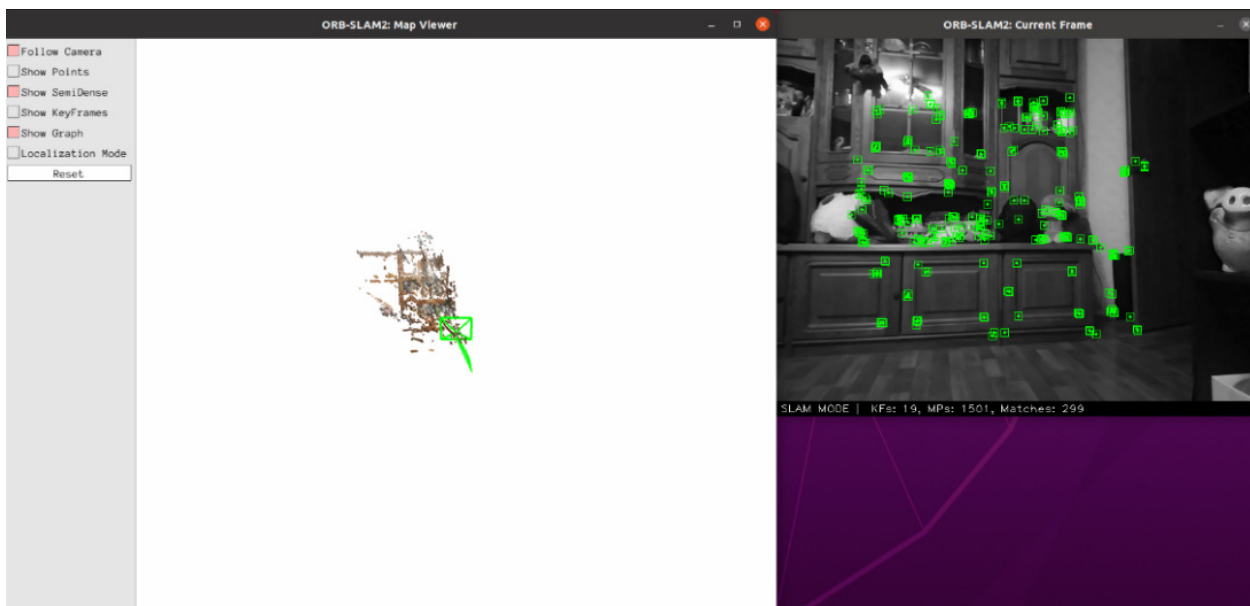 ORB-SLAM2: Map Viewer
Follow Camera
Show Points
Show SemiDense
Show KeyFrames
Show Graph
Localization Mode
Reset
ORB-SLAM2: Current Frame
SLAM MODE | KFs: 19, MPs: 1501, Matches: 299